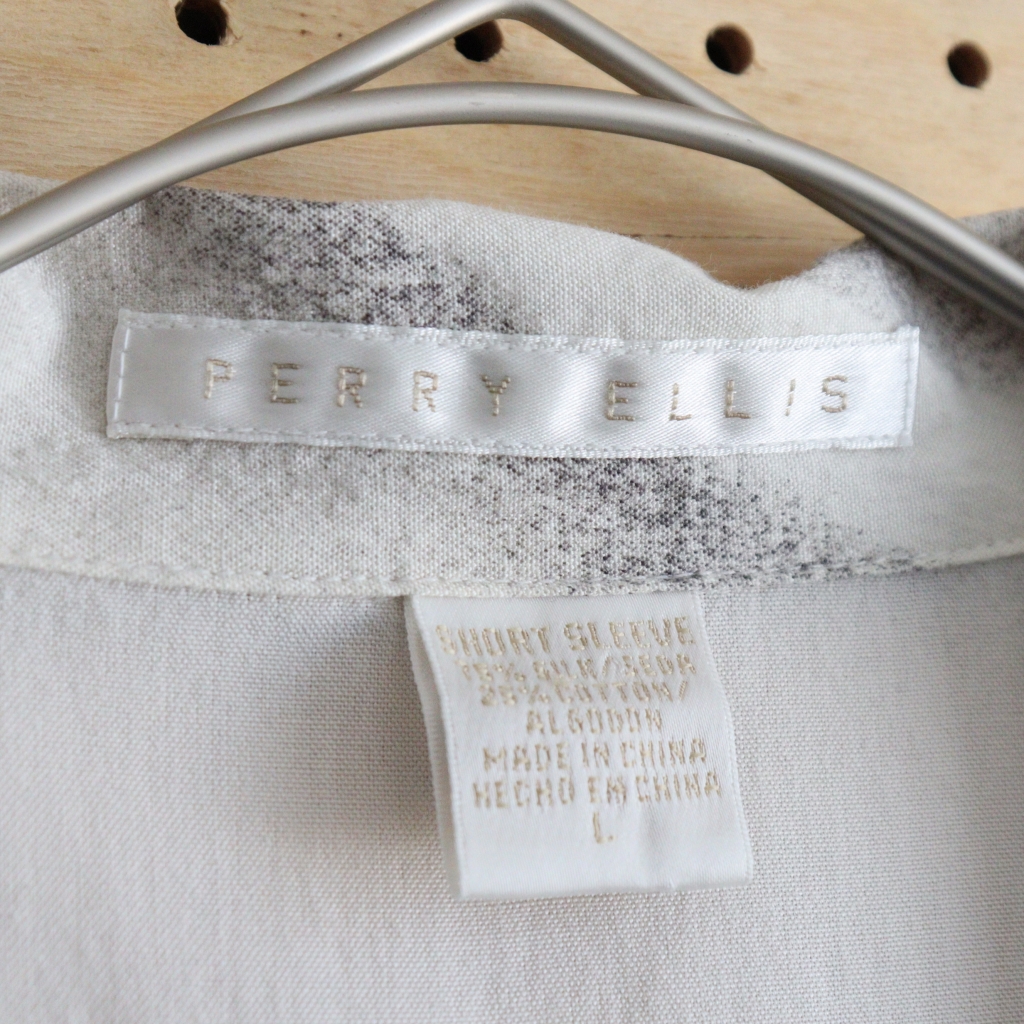 PERRY ELLIS
SHORT SLEEVE
75% SILK/SEDA
25% COTTON/
ALGODON
MADE IN CHINA
HECHO EN CHINA
L